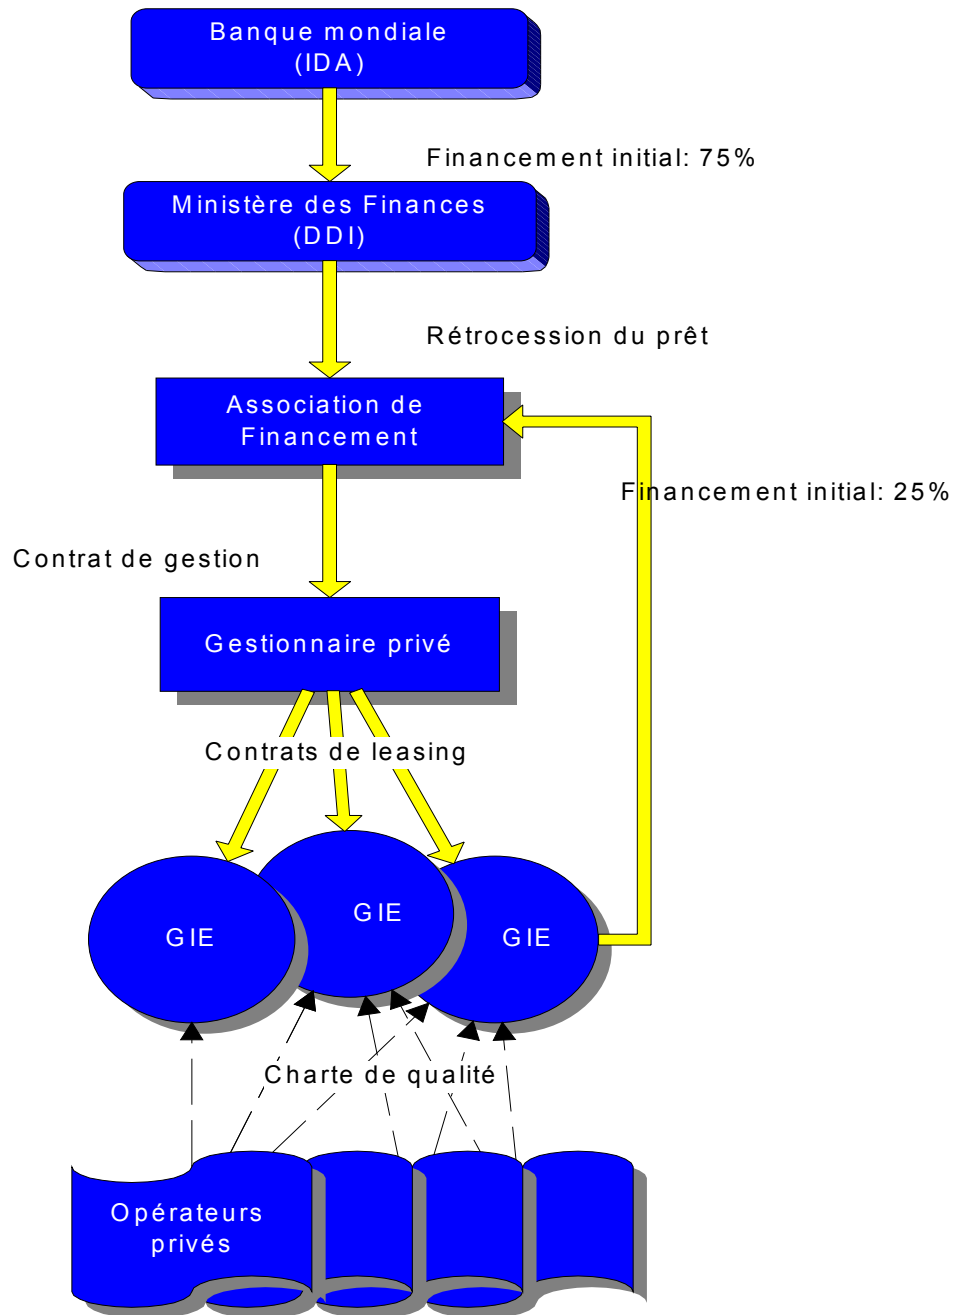 Banque mondiale
(IDA)
Financement initial: 75%
Ministère des Finances
(DDI)
Rétrocession du prêt
Association de
Financement
Financement initial: 25%
Contrat de gestion
Gestionnaire privé
Contrats de leasing
GIE
GIE
GIE
Charte de qualité
Opérateurs
privés